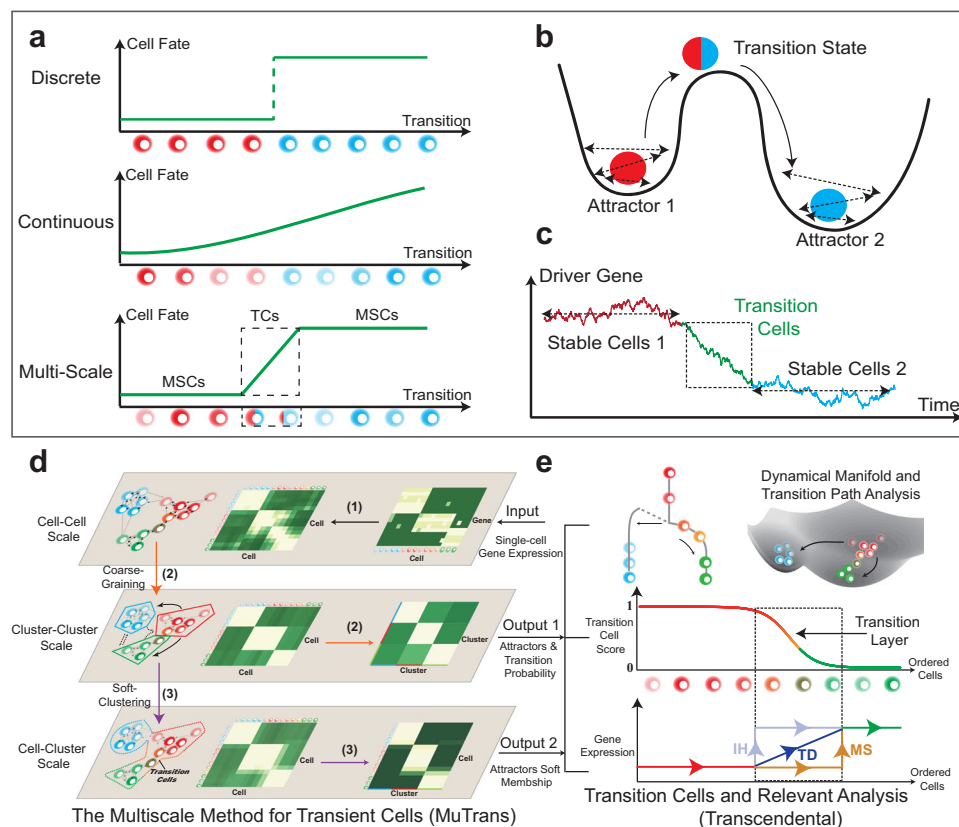 a
Cell Fate
Discrete
Transition
Cell Fate
Continuous
Transition
Cell Fate
TCs
MSCs
Multi-Scale
MSCs
Transition
b
Transition State
Attractor 1
Attractor 2
c
Driver Gene
Transition
Cells
Stable Cells 1
Stable Cells 2
Time
d
Cell-Cell
Scale
Cell
Cell
(1)
Gene
Cell
Input
Single-cell
Gene Expression
Coarse-
Graining
(2)
Cluster-Cluster
Scale
Cell
Cell
(2)
Cluster
Cluster
Output 1
Attractors &
Transition
Probability
Soft-
Clustering
(3)
Cell-Cluster
Scale
Transition
Cells
Cell
Cell
(3)
Cell
Cluster
Output 2
Attractors Soft
Membship
The Multiscale Method for Transient Cells (MuTrans)
e
Dynamical Manifold and
Transition Path Analysis
1
Transition
Cell
Score
0
Transition
Layer
Ordered
Cells
Gene
Expression
IH
TD
MS
Ordered
Cells
Transition Cells and Relevant Analysis
(Transcendental)